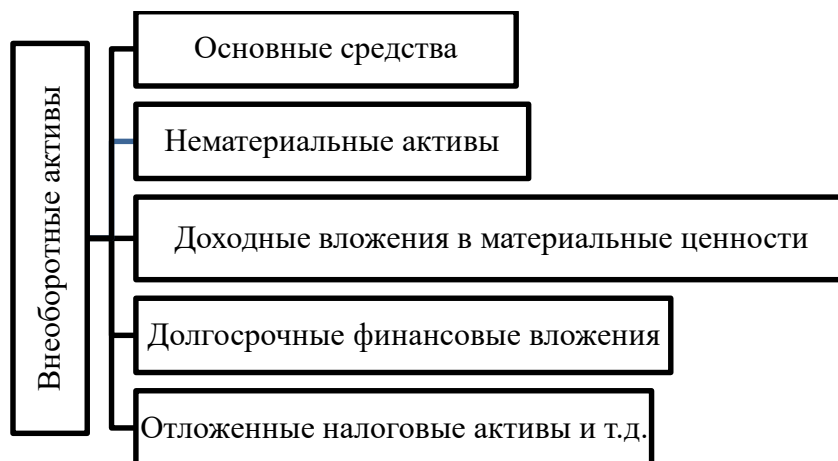 Внеоборотные активы
Основные средства
Нематериальные активы
Доходные вложения в материальные ценности
Долгосрочные финансовые вложения
Отложенные налоговые активы и т.д.